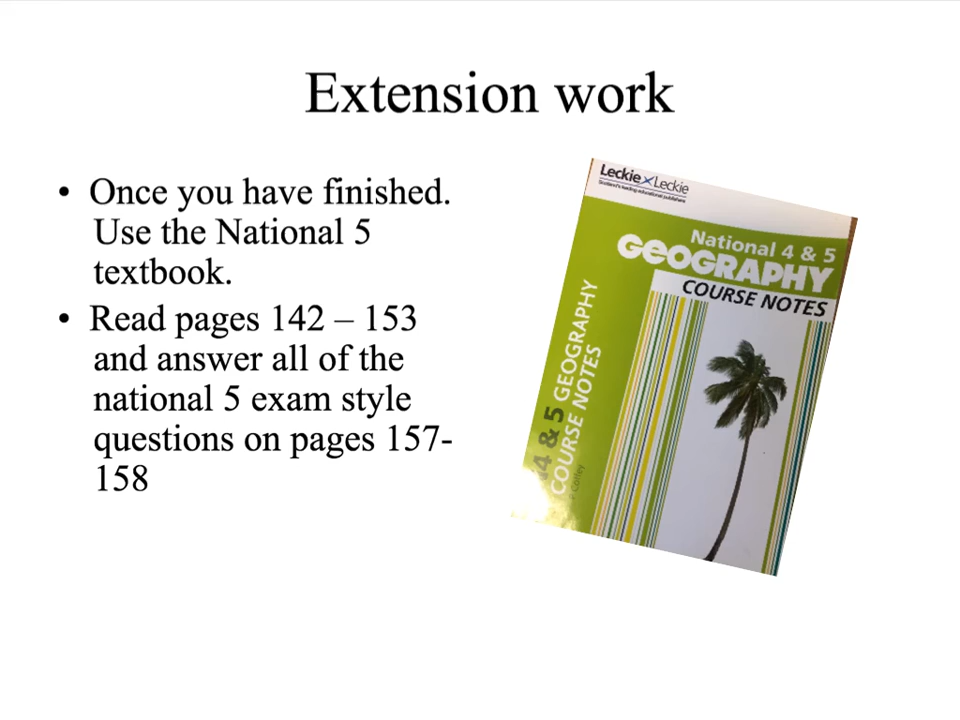 Extension work
• Once you have finished.
Use the National 5
textbook.
• Read pages 142 – 153
and answer all of the
national 5 exam style
questions on pages 157-
158
Leckie x Leckie
Scotland's leading educational publishers
National 4 & 5
GEOGRAPHY
COURSE NOTES
4 & 5 GEOGRAPHY
COURSE NOTES